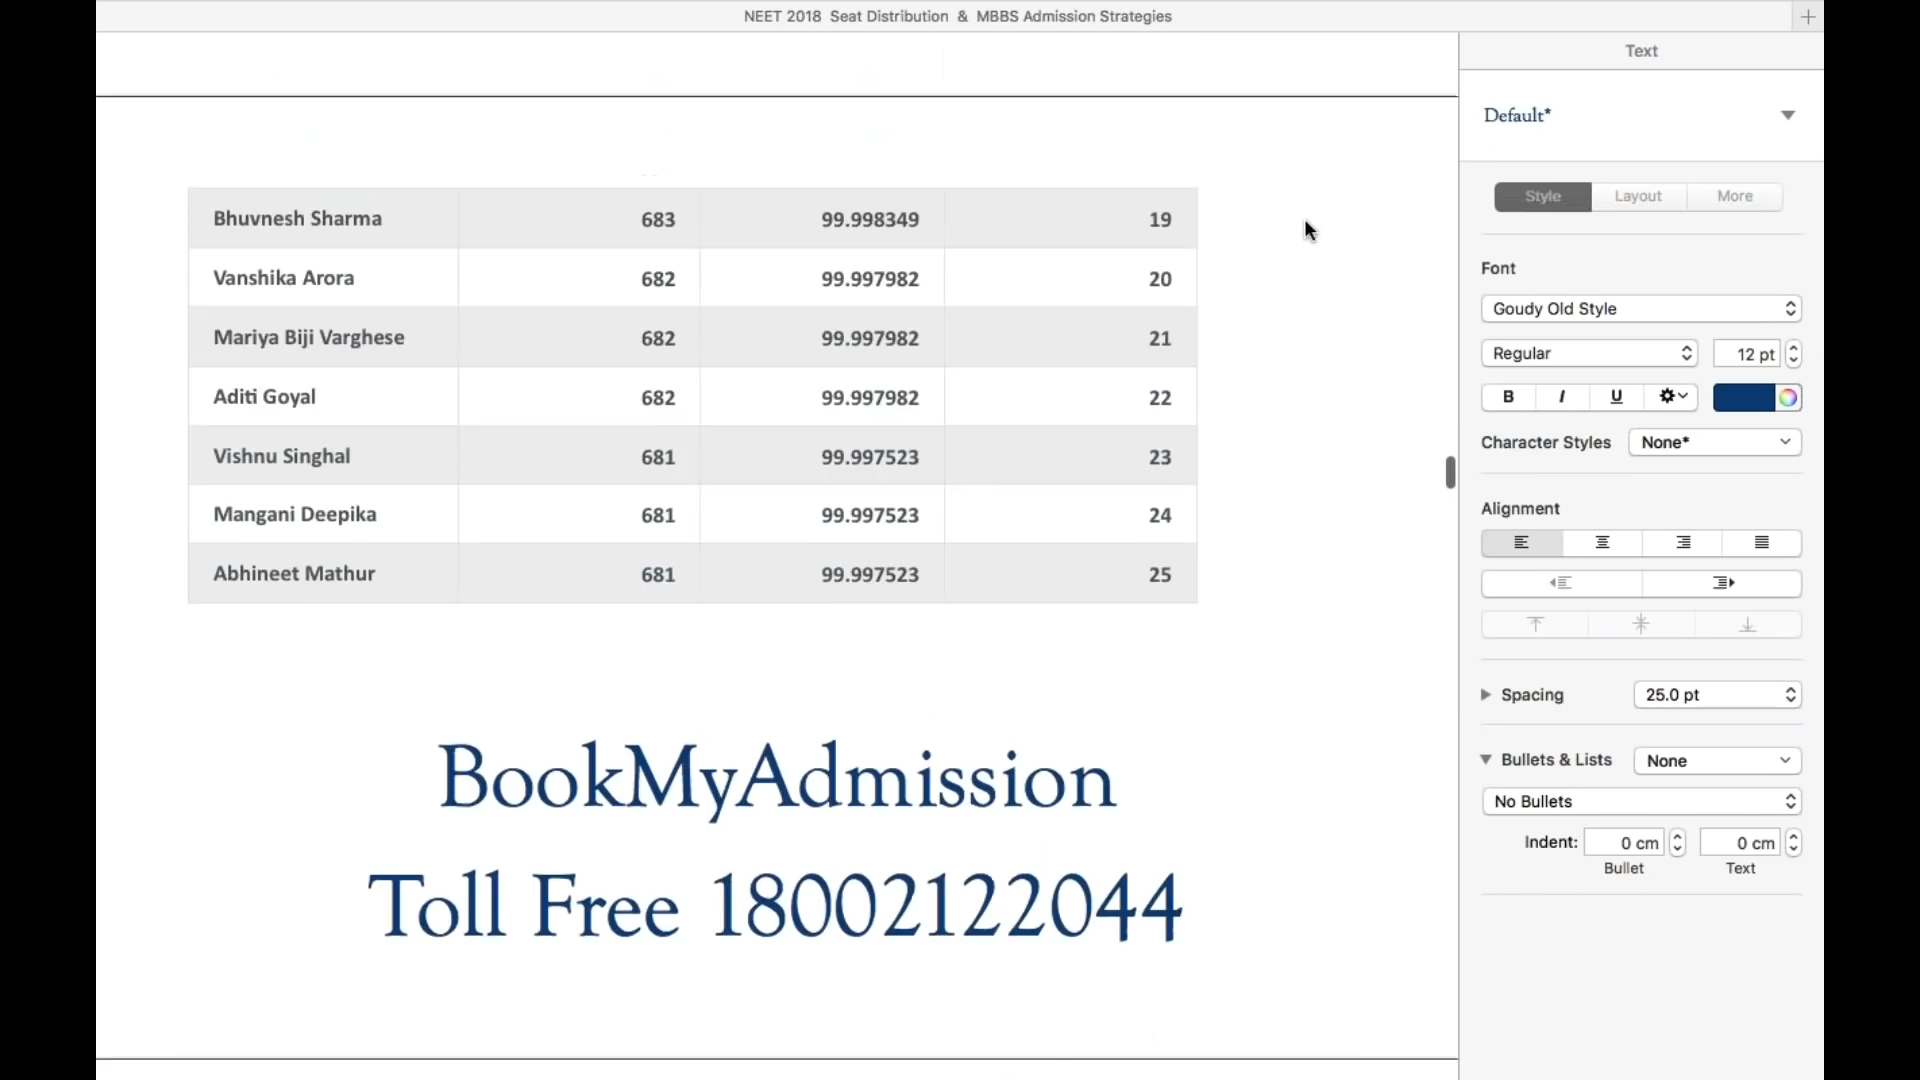 NEET 2018 Seat Distribution & MBBS Admission Strategies
Text
Default*
Style Layout More
Bhuvnesh Sharma 683 99.998349 19
Vanshika Arora 682 99.997982 20
Mariya Biji Varghese 682 99.997982 21
Aditi Goyal 682 99.997982 22
Vishnu Singhal 681 99.997523 23
Mangani Deepika 681 99.997523 24
Abhineet Mathur 681 99.997523 25
BookMyAdmission
Toll Free 18002122044
Font
Goudy Old Style
Regular 12 pt
B I U
Character Styles None*
Alignment
Spacing 25.0 pt
Bullets & Lists None
No Bullets
Indent: 0 cm 0 cm
Bullet Text